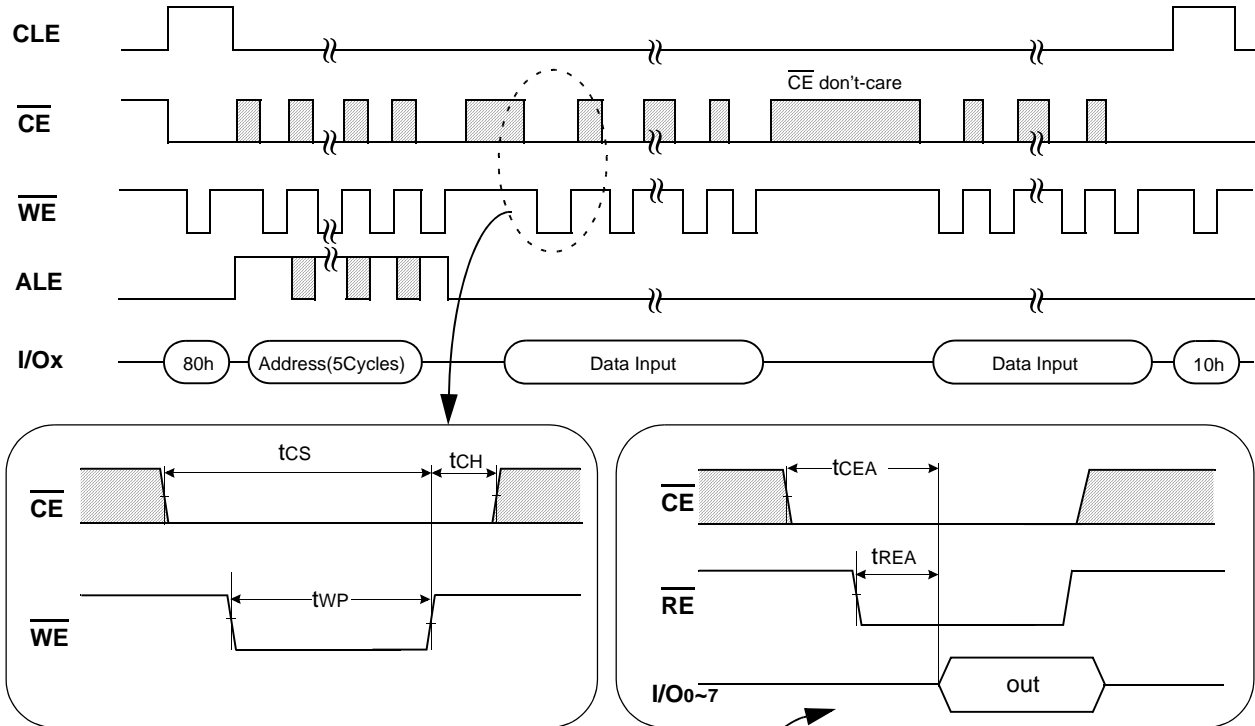 CLE
CE
CE don't-care
WE
ALE
I/Ox
80h
Address(5Cycles)
Data Input
Data Input
10h
tCS
tCH
CE
tWP
WE
tCEA
CE
tREA
RE
I/O0~7
out